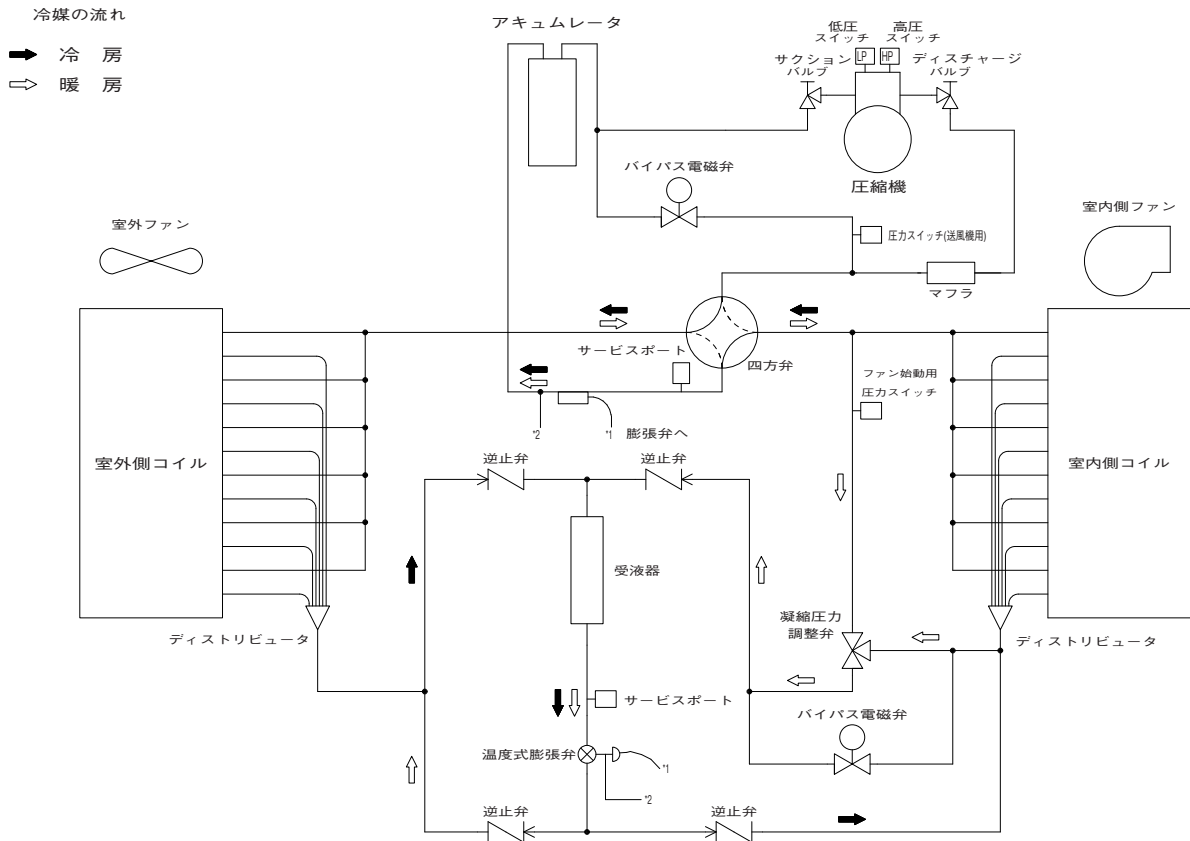 冷媒の流れ
冷 房
暖 房
アキュムレータ
低圧
スイッチ
高圧
スイッチ
サクション
バルブ
LP
HP
ディスチャージ
バルブ
圧縮機
バイパス電磁弁
室外ファン
室内側ファン
圧力スイッチ(送風機用)
マフラ
サービスポート
四方弁
ファン始動用
圧力スイッチ
*2
*1
膨張弁へ
室外側コイル
室内側コイル
逆止弁
逆止弁
受液器
凝縮圧力
調整弁
ディストリビュータ
ディストリビュータ
サービスポート
バイパス電磁弁
温度式膨張弁
*1
*2
逆止弁
逆止弁